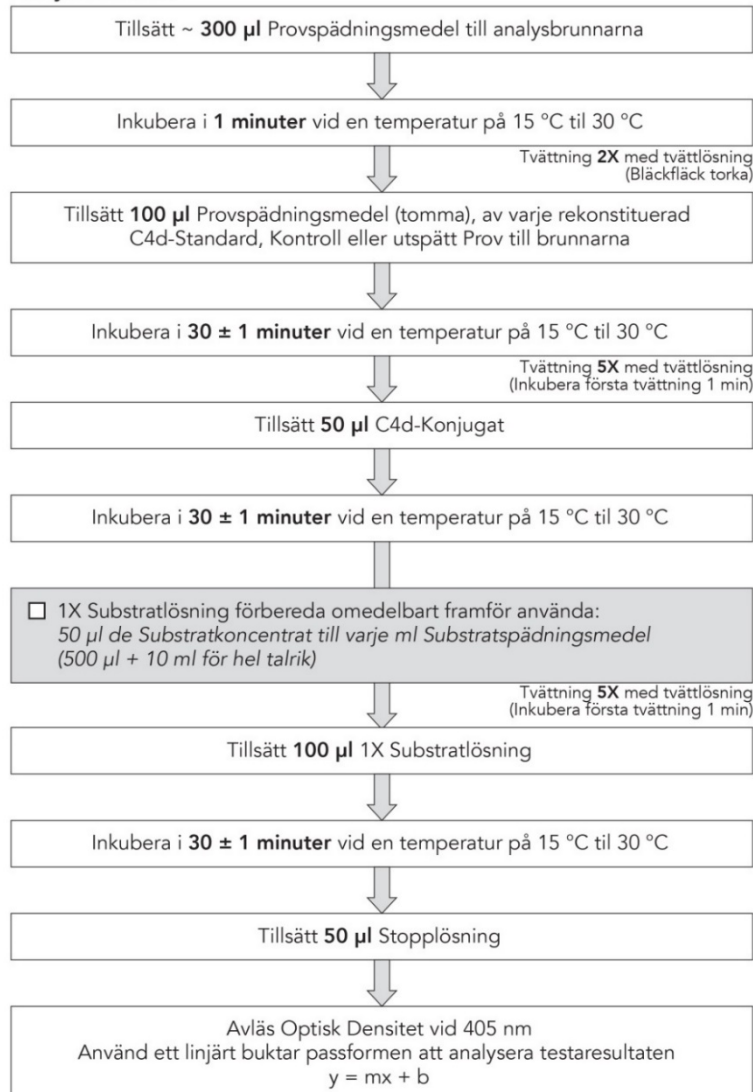 Tillsätt ~ 300 µl Provspädningsmedel till analysbrunnarna
Inkubera i 1 minuter vid en temperatur på 15 °C til 30 °C
Tvättning 2X med tvättlösning
(Bläckfläck torka)
Tillsätt 100 µl Provspädningsmedel (tomma), av varje rekonstituerad
C4d-Standard, Kontroll eller utspätt Prov till brunnarna
Inkubera i 30 ± 1 minuter vid en temperatur på 15 °C til 30 °C
Tvättning 5X med tvättlösning
(Inkubera första tvättning 1 min)
Tillsätt 50 µl C4d-Konjugat
Inkubera i 30 ± 1 minuter vid en temperatur på 15 °C til 30 °C
☐ 1X Substratlösning förbereda omedelbart framför använda:
50 µl de Substratkoncentrat till varje ml Substratspädningsmedel
(500 µl + 10 ml för hel talrik)
Tvättning 5X med tvättlösning
(Inkubera första tvättning 1 min)
Tillsätt 100 µl 1X Substratlösning
Inkubera i 30 ± 1 minuter vid en temperatur på 15 °C til 30 °C
Tillsätt 50 µl Stopplösning
Avläs Optisk Densitet vid 405 nm
Använd ett linjärt buktar passformen att analysera testaresultaten
y = mx + b